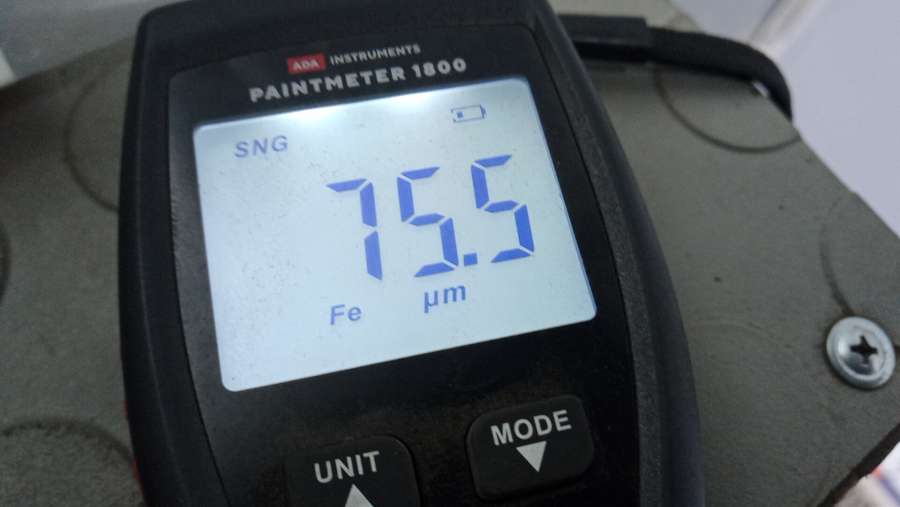 ADA INSTRUMENTS
PAINTMETER 1800
SNG
75.5
Fe µm
UNIT MODE